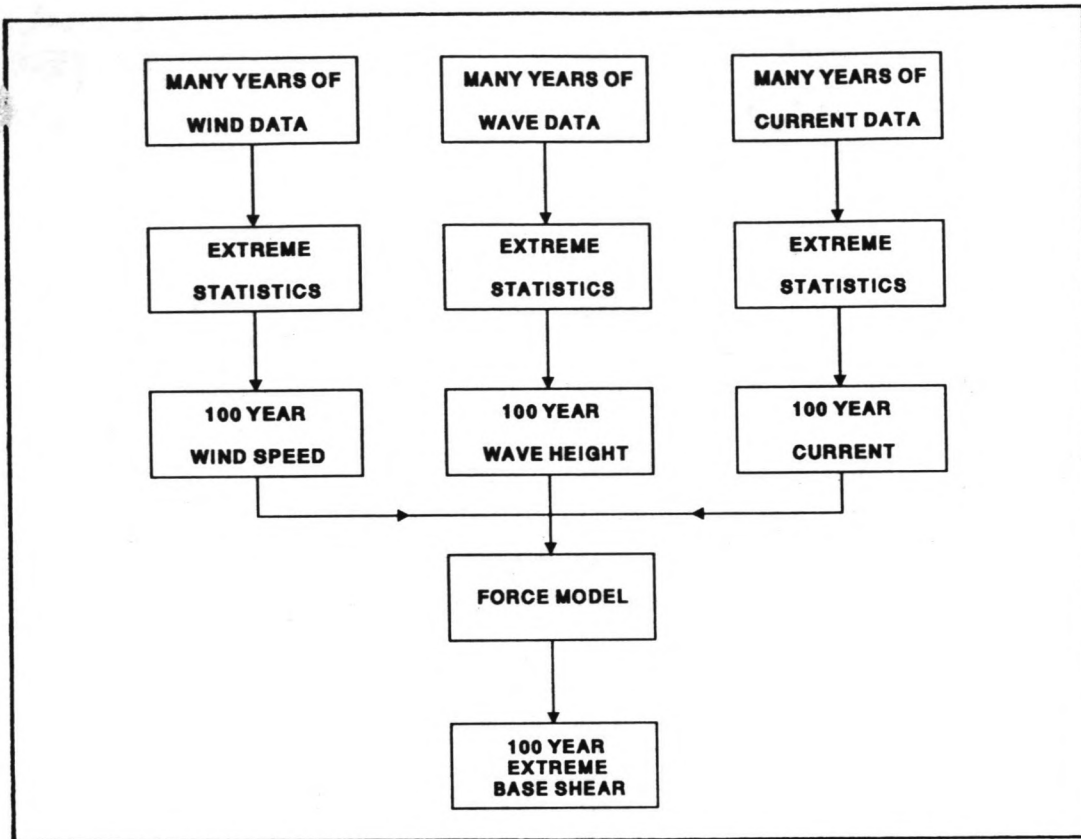 MANY YEARS OF
WIND DATA
MANY YEARS OF
WAVE DATA
MANY YEARS OF
CURRENT DATA
EXTREME
STATISTICS
EXTREME
STATISTICS
EXTREME
STATISTICS
100 YEAR
WIND SPEED
100 YEAR
WAVE HEIGHT
100 YEAR
CURRENT
FORCE MODEL
100 YEAR
EXTREME
BASE SHEAR